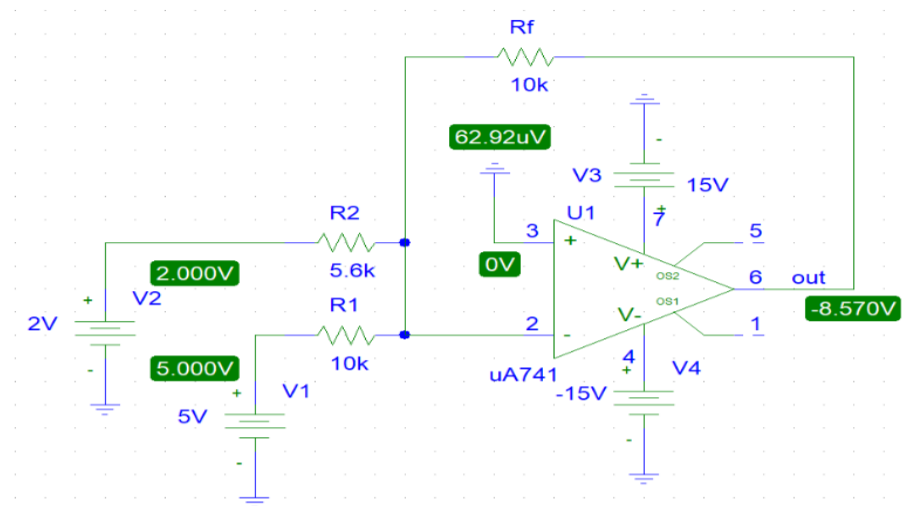 Rf
10k
62.92uV
-
V3
15V
+
R2
U1
7
3
+
5
5.6k
2.000V
0V
V+
OS2
6
out
+
V2
R1
OS1
-8.570V
2V
V-
2
-
1
-
5.000V
10k
uA741
4
V4
+
V1
+
-15V
5V
-
-